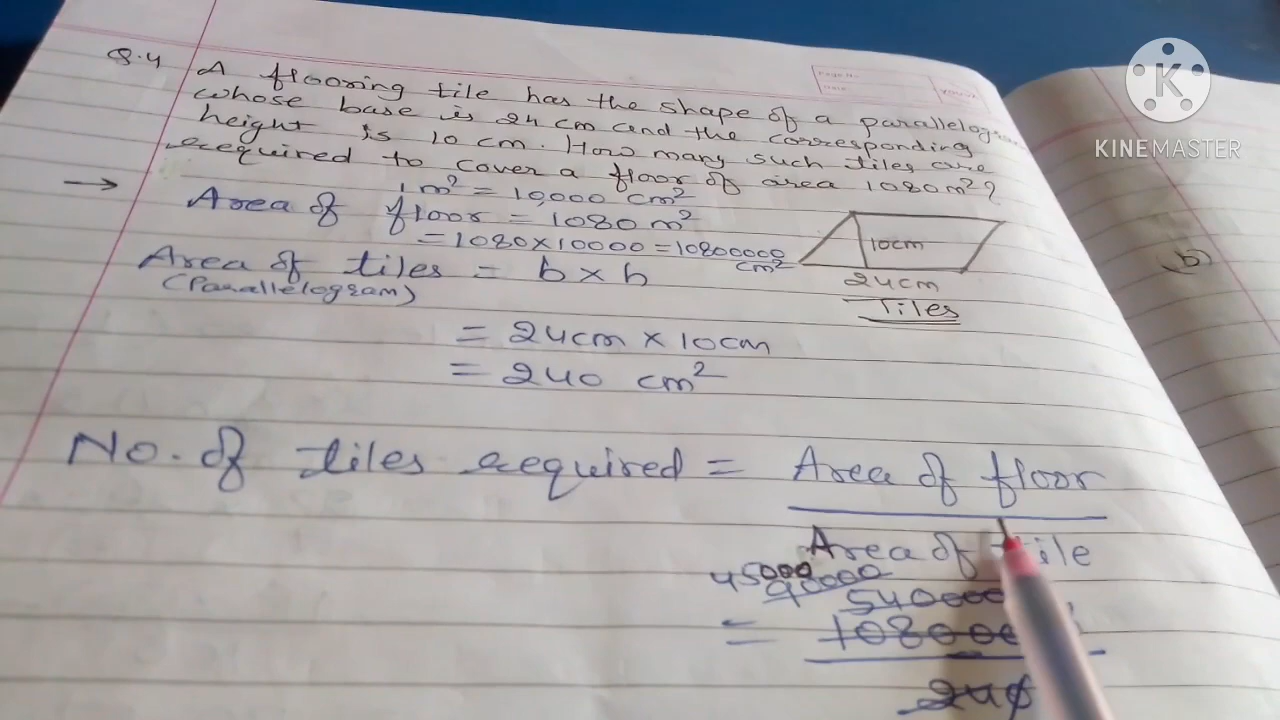 Q.4 A flooring tile has the shape of a parallelogram
whose base is 24 cm and the corresponding
height is 10 cm. How many such tiles are
required to cover a floor of area 1080 m²?
1 m² = 10,000 cm²
→ Area of floor = 1080 m²
= 1080 × 10000 = 10800000 cm²
Area of tiles = b × h
(Parallelogram)
= 24cm × 10cm
= 240 cm²
10cm
24cm
Tiles
No. of tiles required = Area of floor
Area of tile
45000 90000
=
240
(b)
K
KINEMASTER